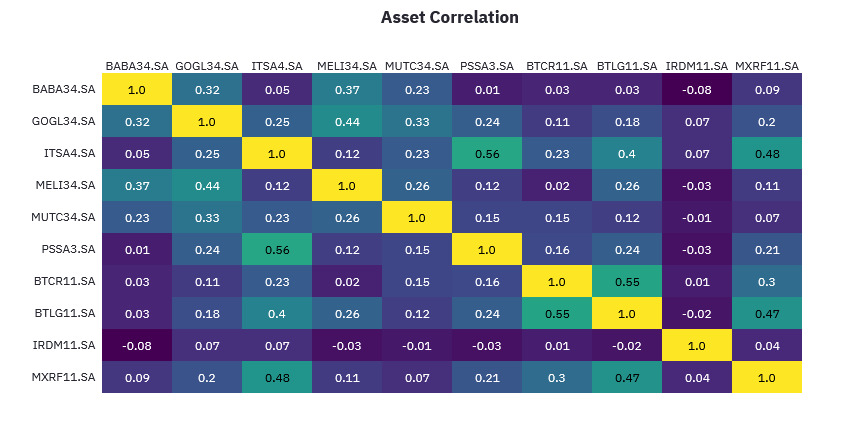 Asset Correlation
BABA34.SA GOGL34.SA ITSA4.SA MELI34.SA MUTC34.SA PSSA3.SA BTCR11.SA BTLG11.SA IRDM11.SA MXRF11.SA
BABA34.SA 1.0 0.32 0.05 0.37 0.23 0.01 0.03 0.03 -0.08 0.09
GOGL34.SA 0.32 1.0 0.25 0.44 0.33 0.24 0.11 0.18 0.07 0.2
ITSA4.SA 0.05 0.25 1.0 0.12 0.23 0.56 0.23 0.4 0.07 0.48
MELI34.SA 0.37 0.44 0.12 1.0 0.26 0.12 0.02 0.26 -0.03 0.11
MUTC34.SA 0.23 0.33 0.23 0.26 1.0 0.15 0.15 0.12 -0.01 0.07
PSSA3.SA 0.01 0.24 0.56 0.12 0.15 1.0 0.16 0.24 -0.03 0.21
BTCR11.SA 0.03 0.11 0.23 0.02 0.15 0.16 1.0 0.55 0.01 0.3
BTLG11.SA 0.03 0.18 0.4 0.26 0.12 0.24 0.55 1.0 -0.02 0.47
IRDM11.SA -0.08 0.07 0.07 -0.03 -0.01 -0.03 0.01 -0.02 1.0 0.04
MXRF11.SA 0.09 0.2 0.48 0.11 0.07 0.21 0.3 0.47 0.04 1.0